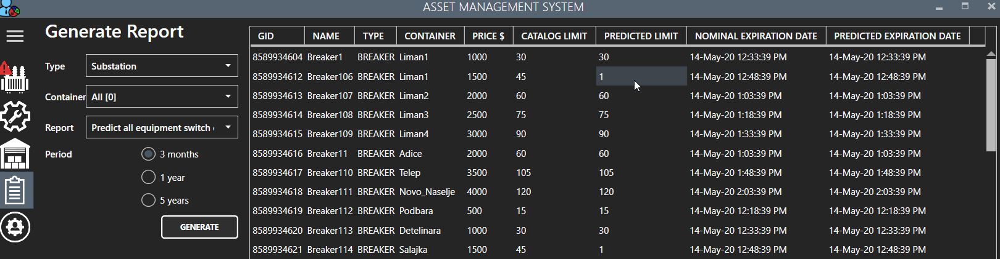 ASSET MANAGEMENT SYSTEM
Generate Report
Type
Substation
Container
All [0]
Report
Predict all equipment switch
Period
3 months
1 year
5 years
GENERATE
GID NAME TYPE CONTAINER PRICE $ CATALOG LIMIT PREDICTED LIMIT NOMINAL EXPIRATION DATE PREDICTED EXPIRATION DATE
8589934604 Breaker1 BREAKER Liman1 1000 30 30 14-May-20 12:33:39 PM 14-May-20 12:33:39 PM
8589934612 Breaker106 BREAKER Liman1 1500 45 1 14-May-20 12:48:39 PM 14-May-20 12:48:39 PM
8589934613 Breaker107 BREAKER Liman2 2000 60 60 14-May-20 1:03:39 PM 14-May-20 1:03:39 PM
8589934614 Breaker108 BREAKER Liman3 2500 75 75 14-May-20 1:18:39 PM 14-May-20 1:18:39 PM
8589934615 Breaker109 BREAKER Liman4 3000 90 90 14-May-20 1:33:39 PM 14-May-20 1:33:39 PM
8589934616 Breaker11 BREAKER Adice 2000 60 60 14-May-20 1:03:39 PM 14-May-20 1:03:39 PM
8589934617 Breaker110 BREAKER Telep 3500 105 105 14-May-20 1:48:39 PM 14-May-20 1:48:39 PM
8589934618 Breaker111 BREAKER Novo_Naselje 4000 120 120 14-May-20 2:03:39 PM 14-May-20 2:03:39 PM
8589934619 Breaker112 BREAKER Podbara 500 15 15 14-May-20 12:18:39 PM 14-May-20 12:18:39 PM
8589934620 Breaker113 BREAKER Detelinara 1000 30 30 14-May-20 12:33:39 PM 14-May-20 12:33:39 PM
8589934621 Breaker114 BREAKER Salajka 1500 45 1 14-May-20 12:48:39 PM 14-May-20 12:48:39 PM